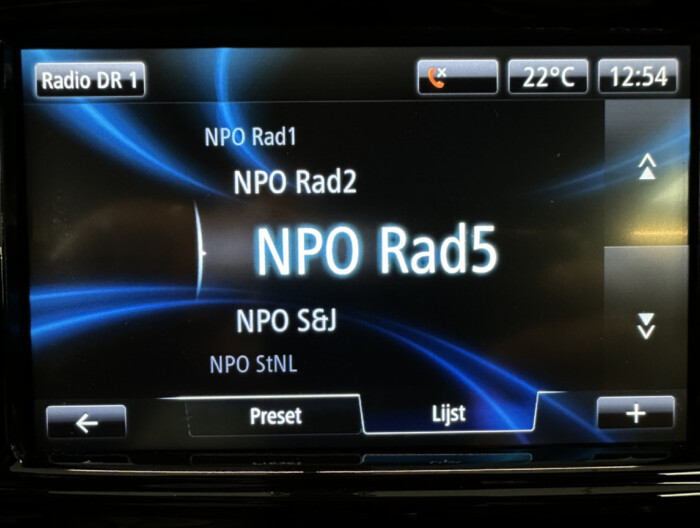 Radio DR 1
22°C
12:54
NPO Rad1
NPO Rad2
NPO Rad5
NPO S&J
NPO StNL
Preset
Lijst